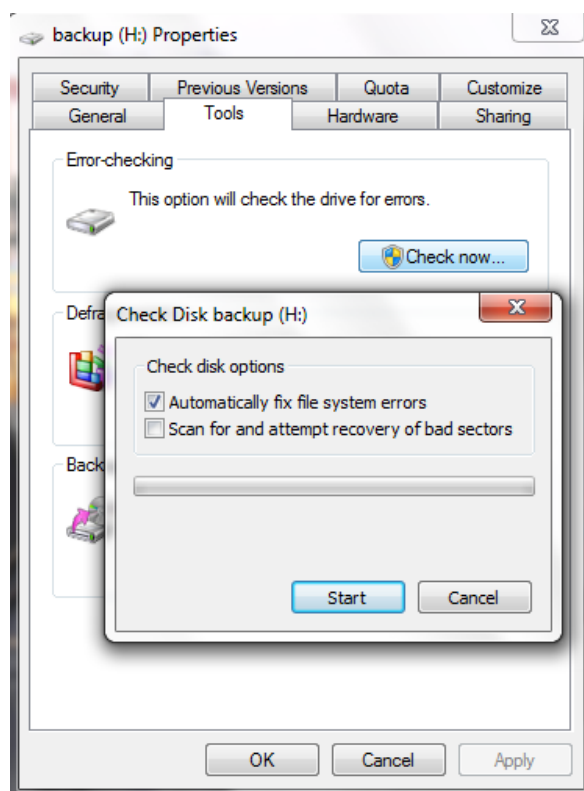 backup (H:) Properties
Security Previous Versions Quota Customize
General Tools Hardware Sharing
Error-checking
This option will check the drive for errors.
Check now...
Defra
Check Disk backup (H:)
Check disk options
Automatically fix file system errors
Scan for and attempt recovery of bad sectors
Back
Start Cancel
OK Cancel Apply